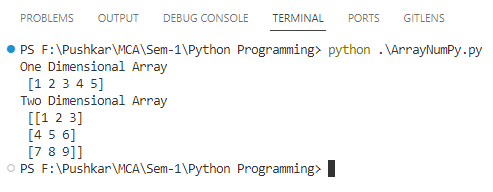 PROBLEMS OUTPUT DEBUG CONSOLE TERMINAL PORTS GITLENS
PS F:\Pushkar\MCA\Sem-1\Python Programming> python .\ArrayNumPy.py
One Dimensional Array
 [1 2 3 4 5]
Two Dimensional Array
 [[1 2 3]
 [4 5 6]
 [7 8 9]]
PS F:\Pushkar\MCA\Sem-1\Python Programming>